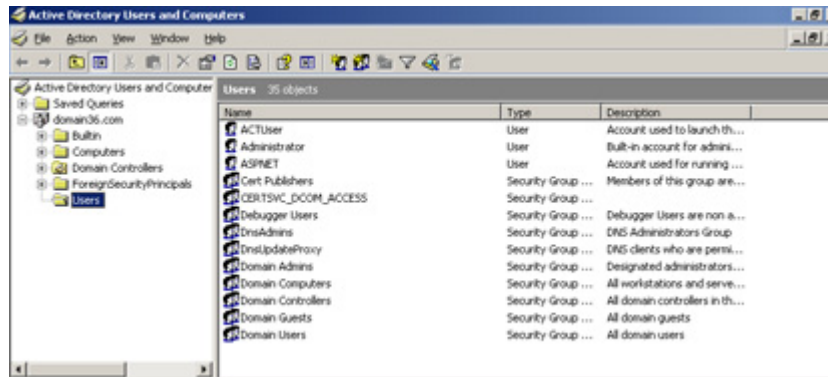 Active Directory Users and Computers
File Action View Window Help
Active Directory Users and Computer
Users 35 objects
Saved Queries
domain36.com
Builtin
Computers
Domain Controllers
ForeignSecurityPrincipals
Users
Name Type Description
ACTUser User Account used to launch th...
Administrator User Built-in account for admini...
ASPNET User Account used for running ...
Cert Publishers Security Group ... Members of this group are...
CERTSVC_DCOM_ACCESS Security Group ...
Debugger Users Security Group ... Debugger Users are non a...
DnsAdmins Security Group ... DNS Administrators Group
DnsUpdateProxy Security Group ... DNS clients who are permi...
Domain Admins Security Group ... Designated administrators...
Domain Computers Security Group ... All workstations and serve...
Domain Controllers Security Group ... All domain controllers in th...
Domain Guests Security Group ... All domain guests
Domain Users Security Group ... All domain users